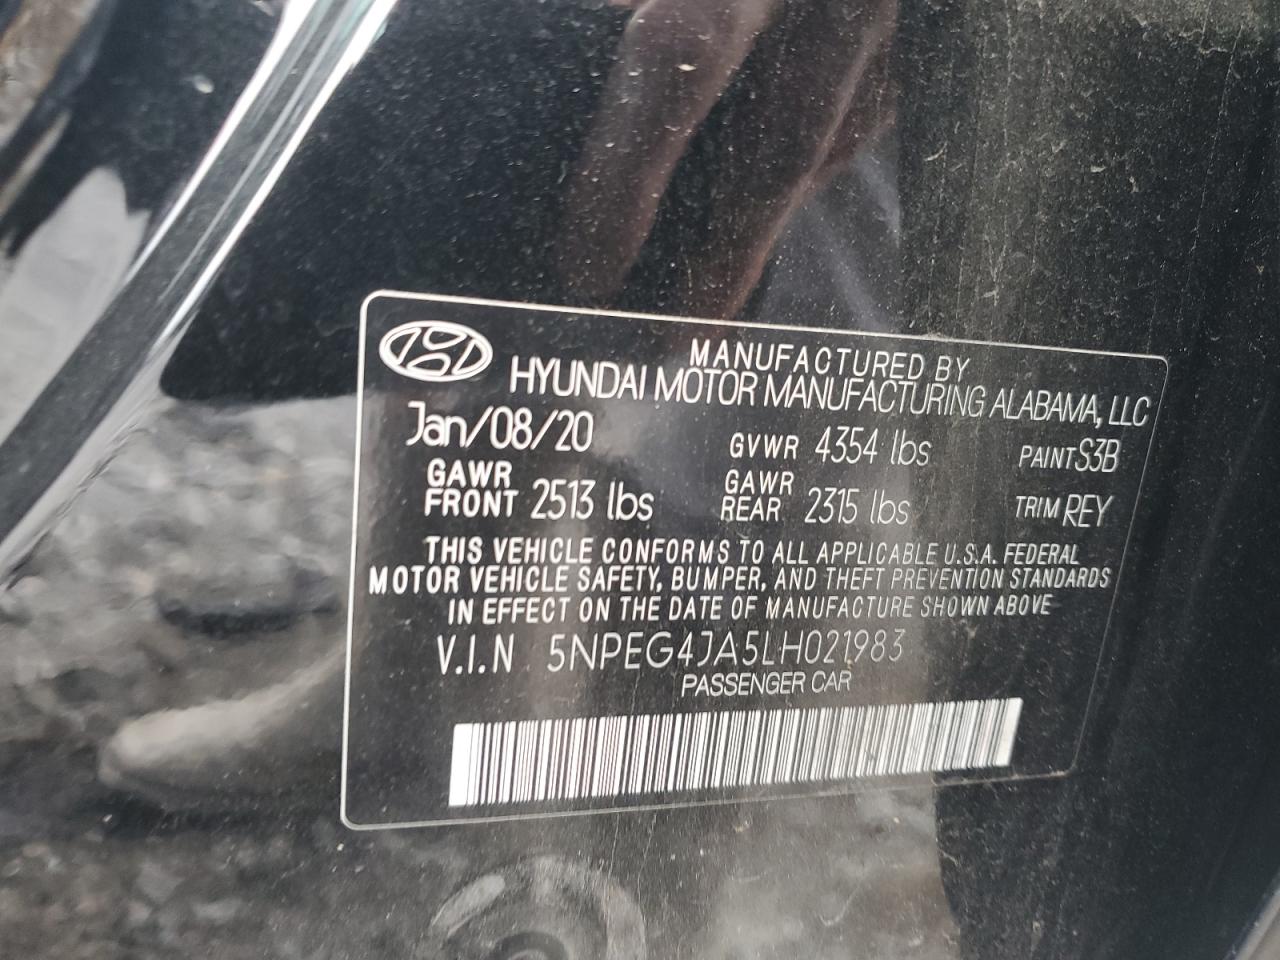 MANUFACTURED BY
HYUNDAI MOTOR MANUFACTURING ALABAMA, LLC
Jan/08/20 GVWR 4354 lbs PAINT S3B
GAWR FRONT 2513 lbs GAWR REAR 2315 lbs TRIM REY
THIS VEHICLE CONFORMS TO ALL APPLICABLE U.S.A. FEDERAL
MOTOR VEHICLE SAFETY, BUMPER, AND THEFT PREVENTION STANDARDS
IN EFFECT ON THE DATE OF MANUFACTURE SHOWN ABOVE
V.I.N 5NPEG4JA5LH021983
PASSENGER CAR